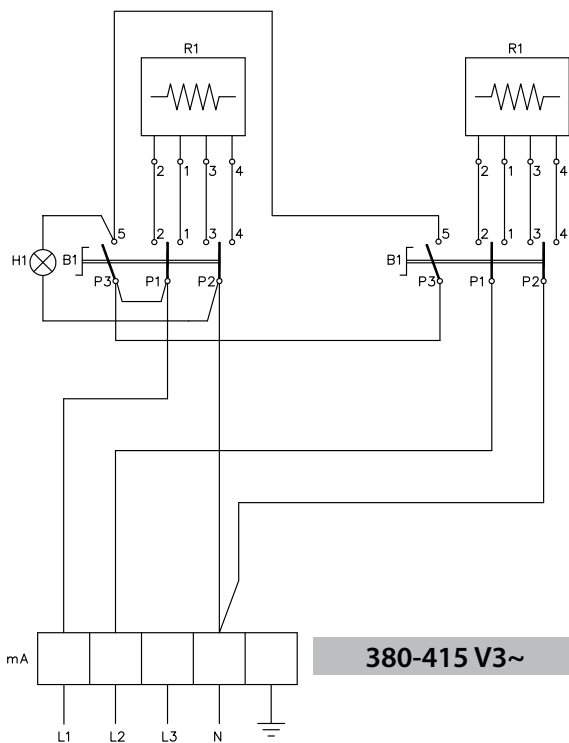 R1 R1
2 1 3 4 2 1 3 4
5 2 1 3 4 5 2 1 3 4
H1 B1 B1
P3 P1 P2 P3 P1 P2
mA 380-415 V3~
L1 L2 L3 N